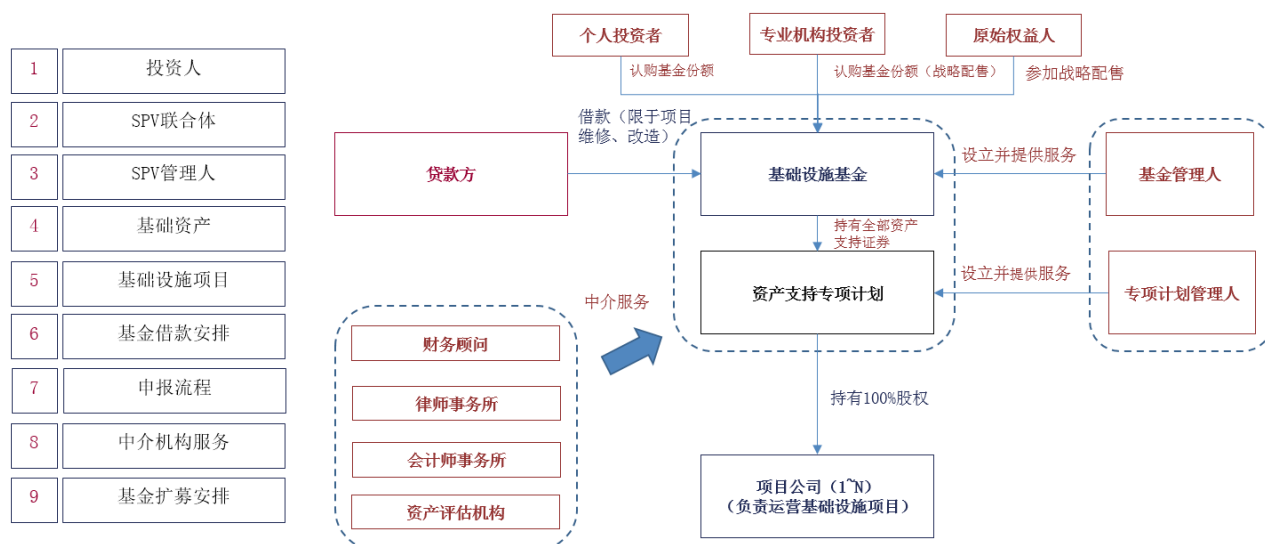 1 投资人
2 SPV联合体
3 SPV管理人
4 基础资产
5 基础设施项目
6 基金借款安排
7 申报流程
8 中介机构服务
9 基金扩募安排
个人投资者
专业机构投资者
原始权益人
认购基金份额
认购基金份额（战略配售）
参加战略配售
借款（限于项目
维修、改造）
贷款方
基础设施基金
设立并提供服务
基金管理人
持有全部资产
支持证券
资产支持专项计划
设立并提供服务
专项计划管理人
中介服务
财务顾问
律师事务所
会计师事务所
资产评估机构
持有100%股权
项目公司（1~N）
（负责运营基础设施项目）